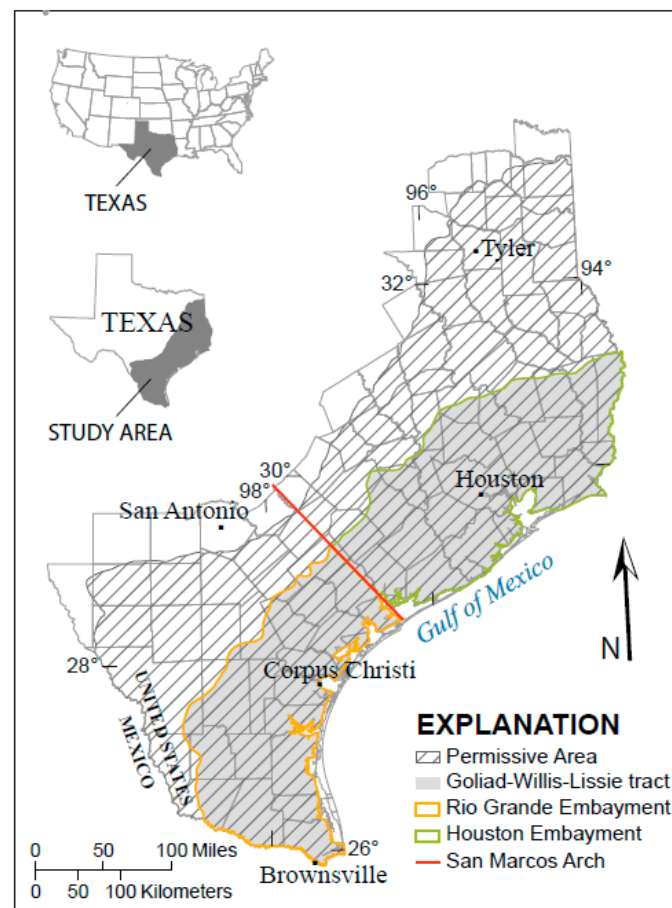 TEXAS
TEXAS
STUDY AREA
96°
Tyler
94°
32°
Houston
30°
98°
San Antonio
Gulf of Mexico
N
28°
Corpus Christi
UNITED STATES
MEXICO
26°
Brownsville
0 50 100 Miles
0 50 100 Kilometers
EXPLANATION
Permissive Area
Goliad-Willis-Lissie tract
Rio Grande Embayment
Houston Embayment
San Marcos Arch